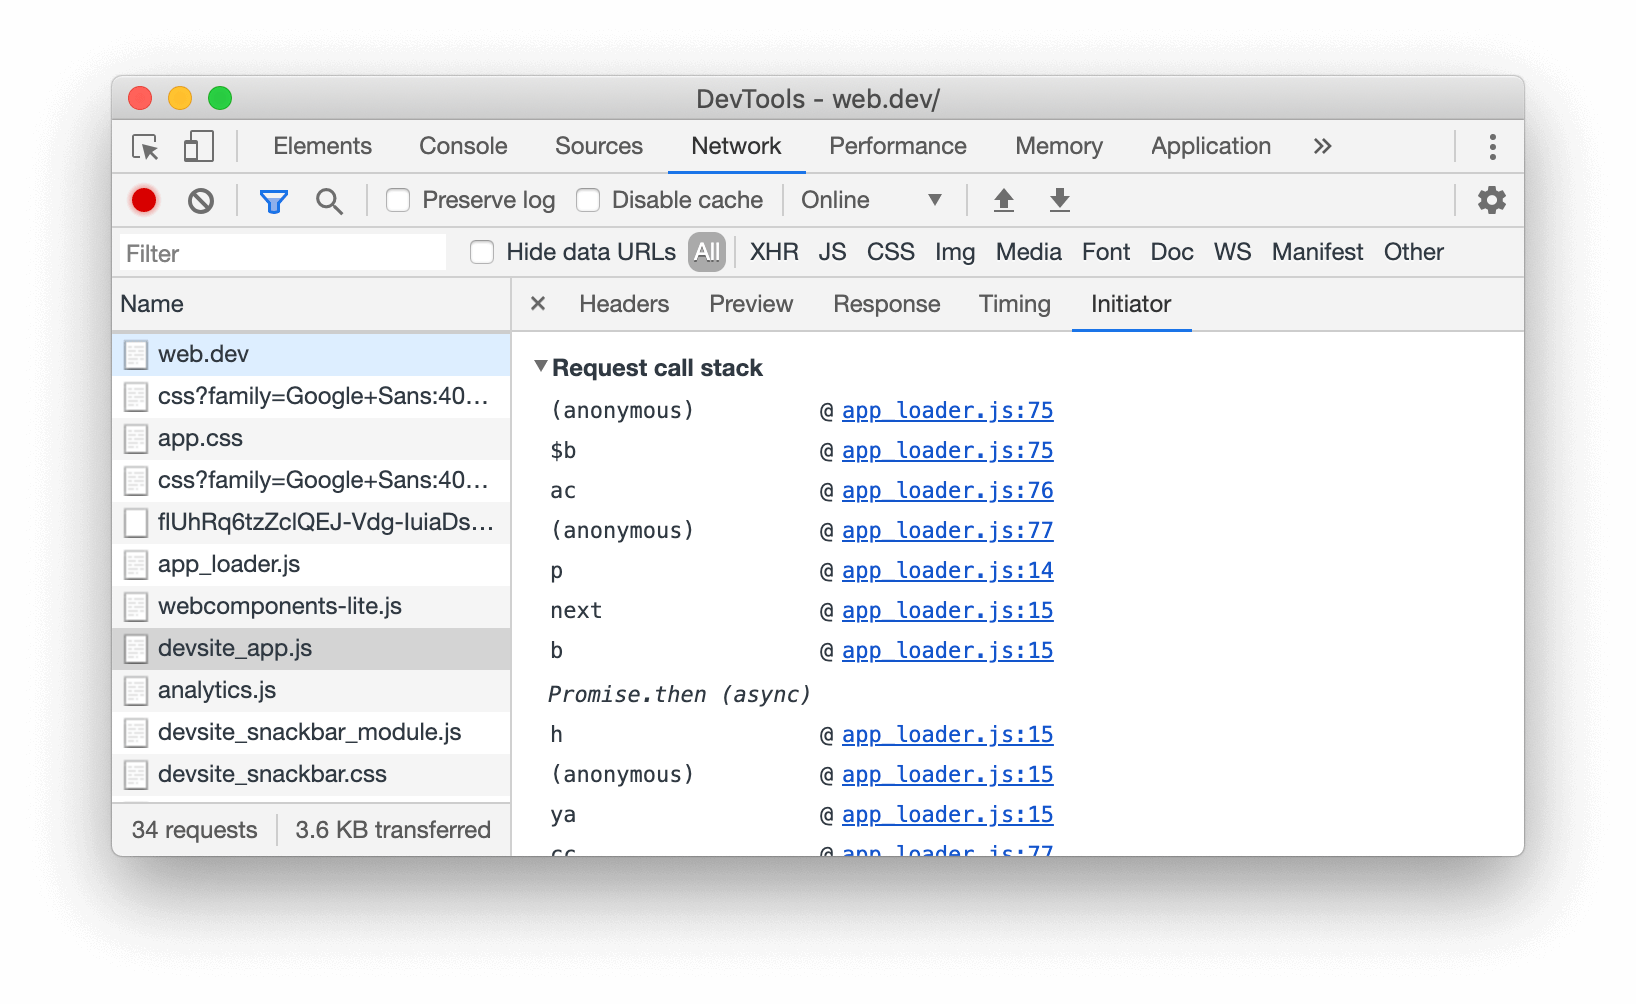 DevTools - web.dev/
Elements Console Sources Network Performance Memory Application »
Preserve log Disable cache Online
Filter Hide data URLs All XHR JS CSS Img Media Font Doc WS Manifest Other
Name
× Headers Preview Response Timing Initiator
web.dev
css?family=Google+Sans:40…
app.css
css?family=Google+Sans:40…
flUhRq6tzZclQEJ-Vdg-IuiaDs…
app_loader.js
webcomponents-lite.js
devsite_app.js
analytics.js
devsite_snackbar_module.js
devsite_snackbar.css
34 requests 3.6 KB transferred
Request call stack
(anonymous) @ app_loader.js:75
$b @ app_loader.js:75
ac @ app_loader.js:76
(anonymous) @ app_loader.js:77
p @ app_loader.js:14
next @ app_loader.js:15
b @ app_loader.js:15
Promise.then (async)
h @ app_loader.js:15
(anonymous) @ app_loader.js:15
ya @ app_loader.js:15
cc @ app_loader.js:77